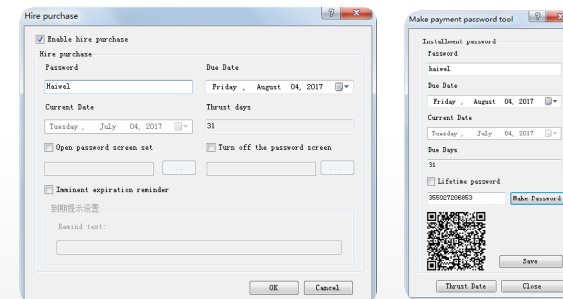 Hire purchase
Enable hire purchase
Hire purchase
Password
Due Date
Haiwel
Friday , August 04, 2017
Current Date
Thrust days
Tuesday , July 04, 2017
31
Open password screen set
Turn off the password screen
...
...
Imminent expiration reminder
到期提示设置
Remind text:
OK
Cancel
Make payment password tool
Installment password
Password
haiwel
Due Date
Friday , August 04, 2017
Current Date
Tuesday , July 04, 2017
Due Days
31
Lifetime password
355027206853
Make Password
Save
Thrust Date
Close